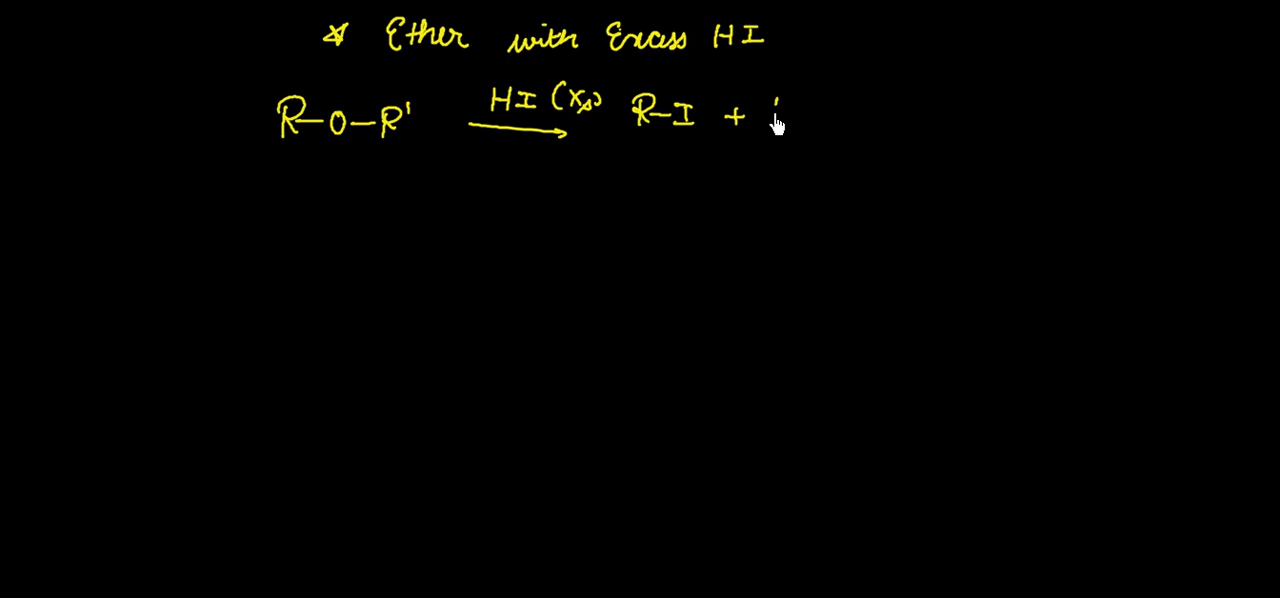 * Ether with Excess HI
R-O-R' HI (xs) R-I + '